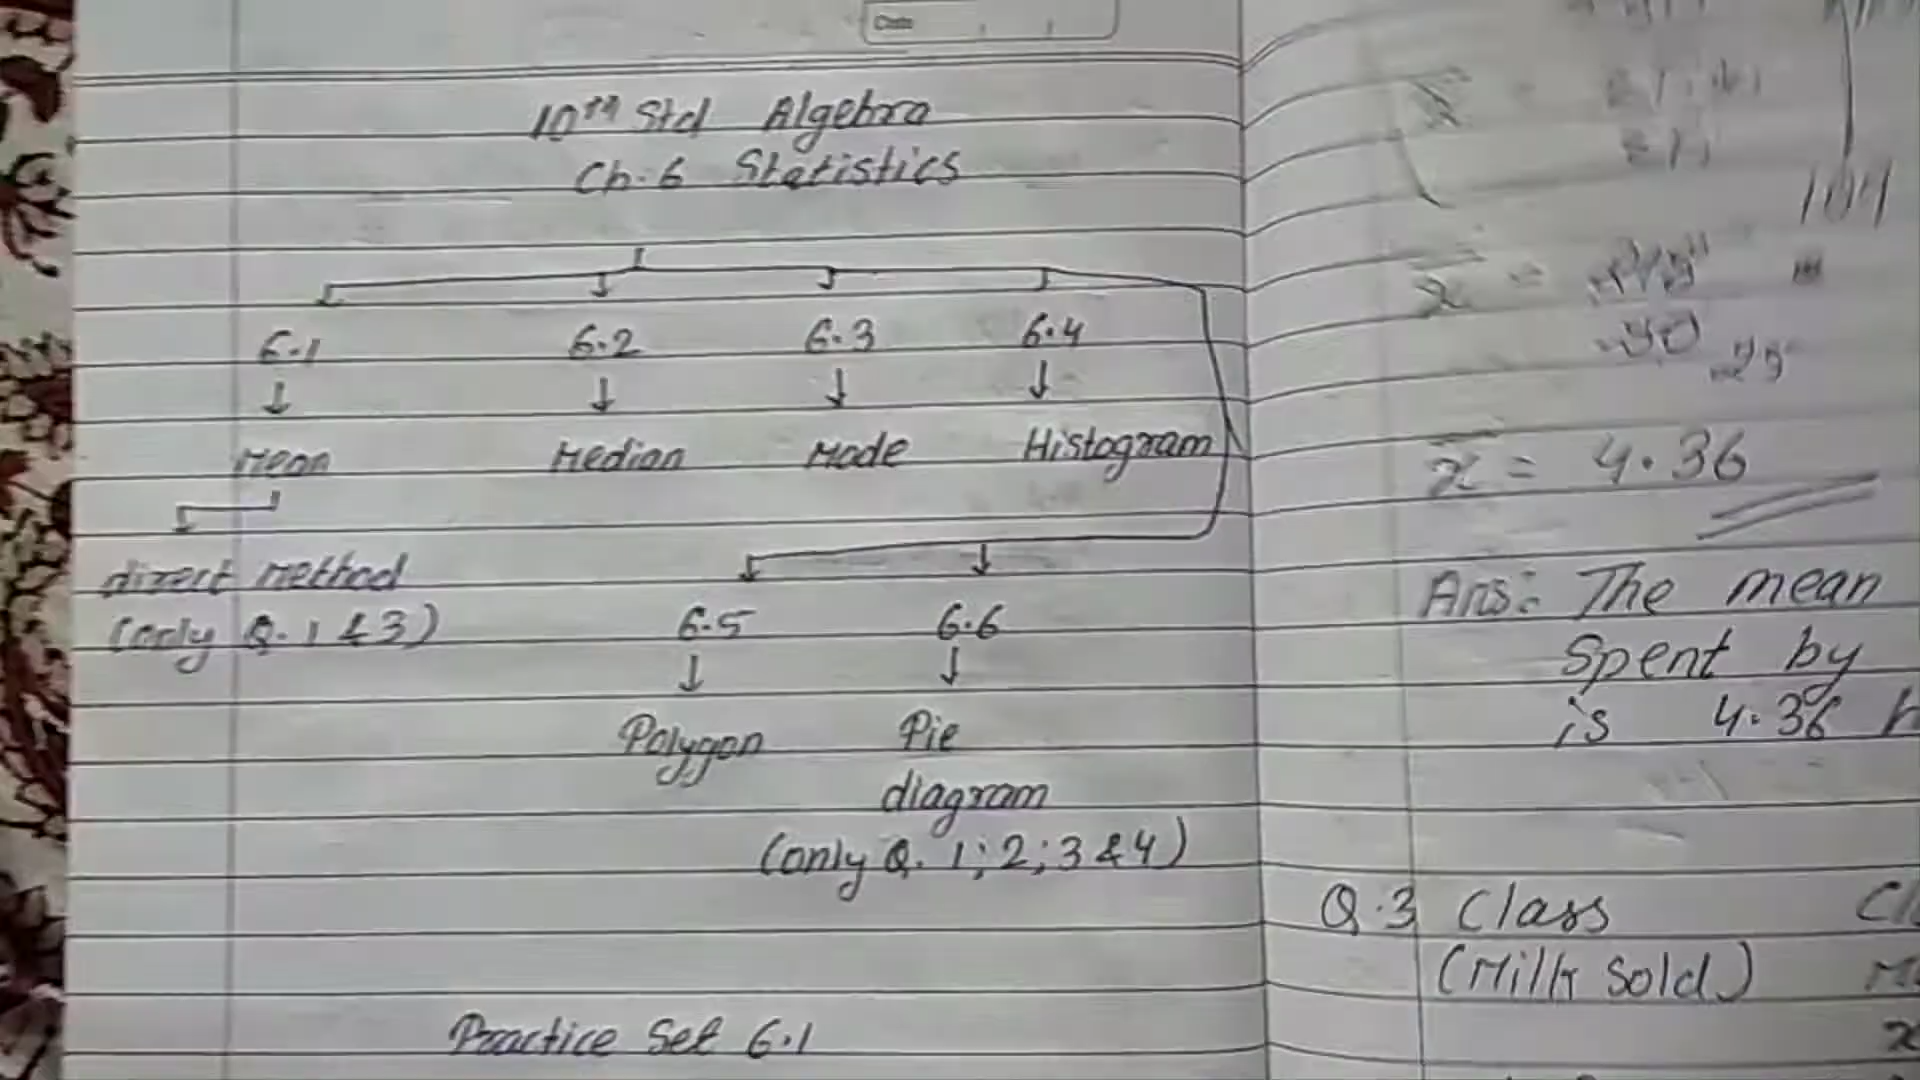 Date
10th Std Algebra
Ch. 6 Statistics
6.1 6.2 6.3 6.4
Mean Median Mode Histogram
direct method
(only Q. 1 & 3)
6.5 6.6
Polygon Pie
diagram
(only Q. 1; 2; 3 & 4)
Practice Set 6.1
104
x̄ =
x̄ = 4.36
Ans: The mean
Spent by
is 4.36 h
Q.3 Class
(Milk Sold)